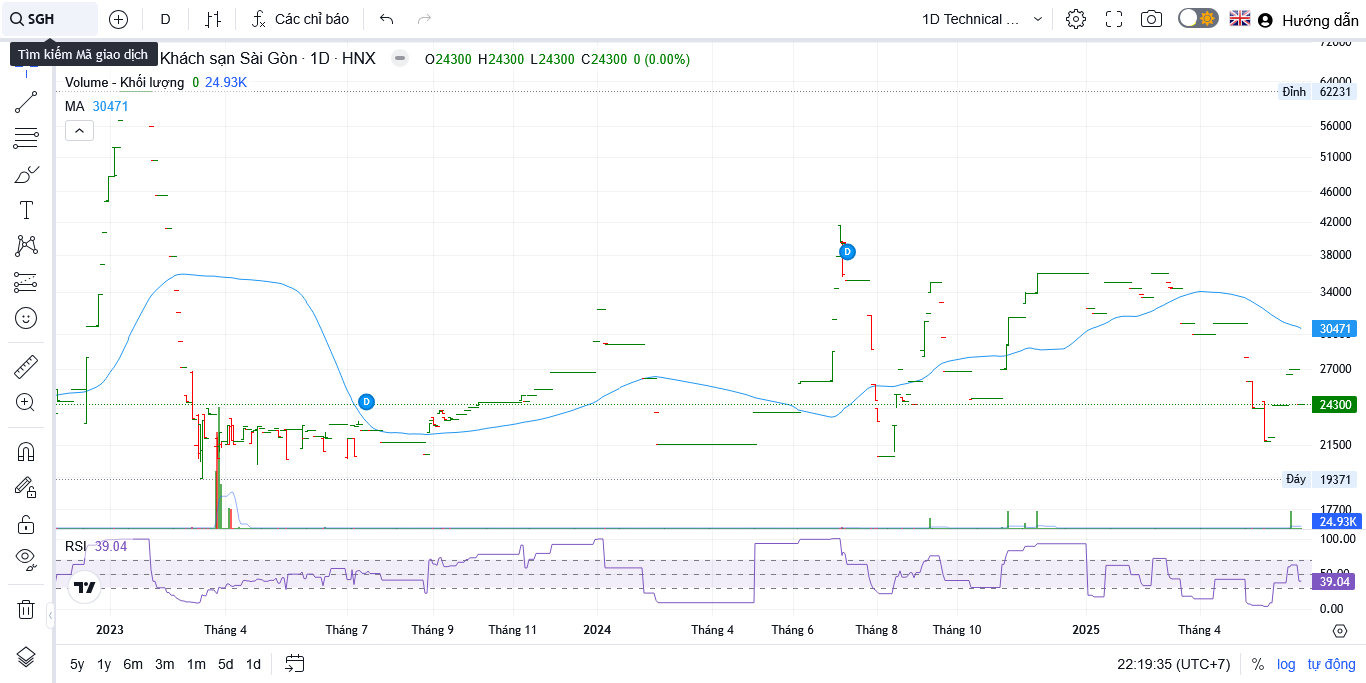 SGH
D
Các chỉ báo
1D Technical ...
Hướng dẫn
Tìm kiếm Mã giao dịch
Khách sạn Sài Gòn · 1D · HNX
O24300 H24300 L24300 C24300 0 (0.00%)
Volume - Khối lượng 0 24.93K
MA 30471
72000
64000
Đỉnh 62231
56000
51000
46000
42000
38000
34000
30471
27000
24300
21500
Đáy 19371
17700
24.93K
D
D
RSI 39.04
100.00
50.00
39.04
0.00
2023 Tháng 4 Tháng 7 Tháng 9 Tháng 11 2024 Tháng 4 Tháng 6 Tháng 8 Tháng 10 2025 Tháng 4
5y 1y 6m 3m 1m 5d 1d
22:19:35 (UTC+7) % log tự động